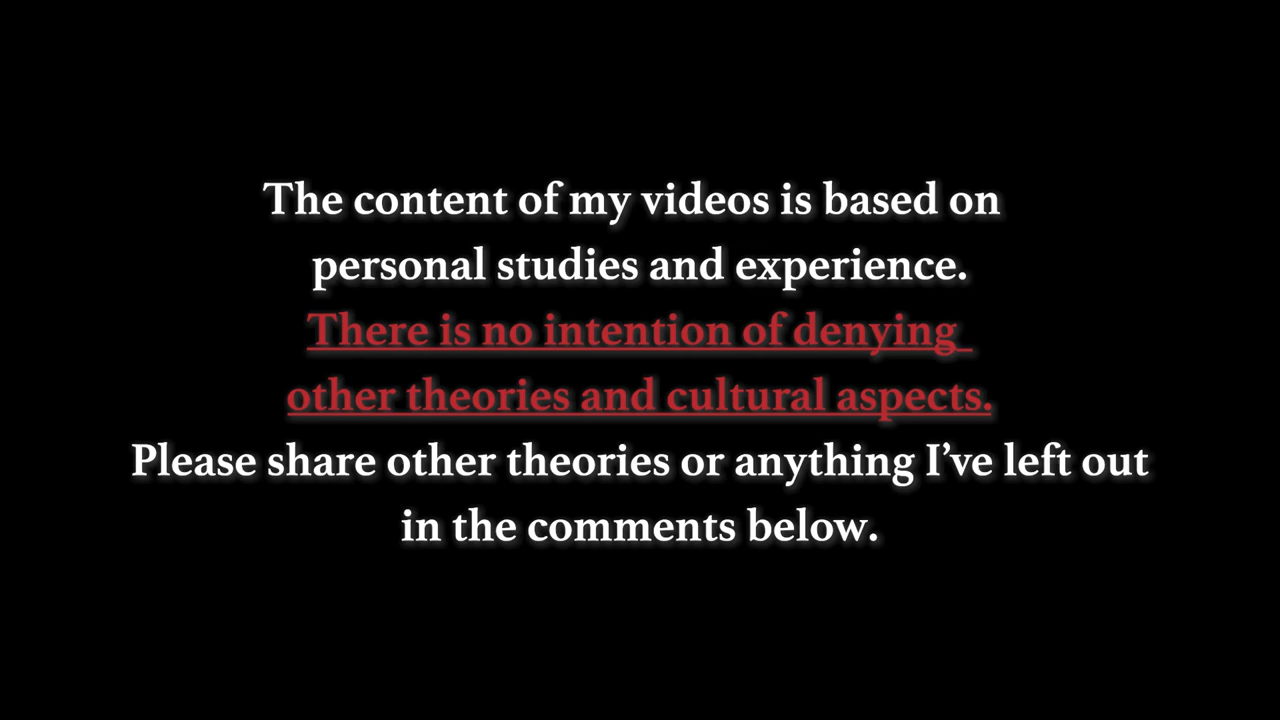 The content of my videos is based on
personal studies and experience.
There is no intention of denying
other theories and cultural aspects.
Please share other theories or anything I’ve left out
in the comments below.